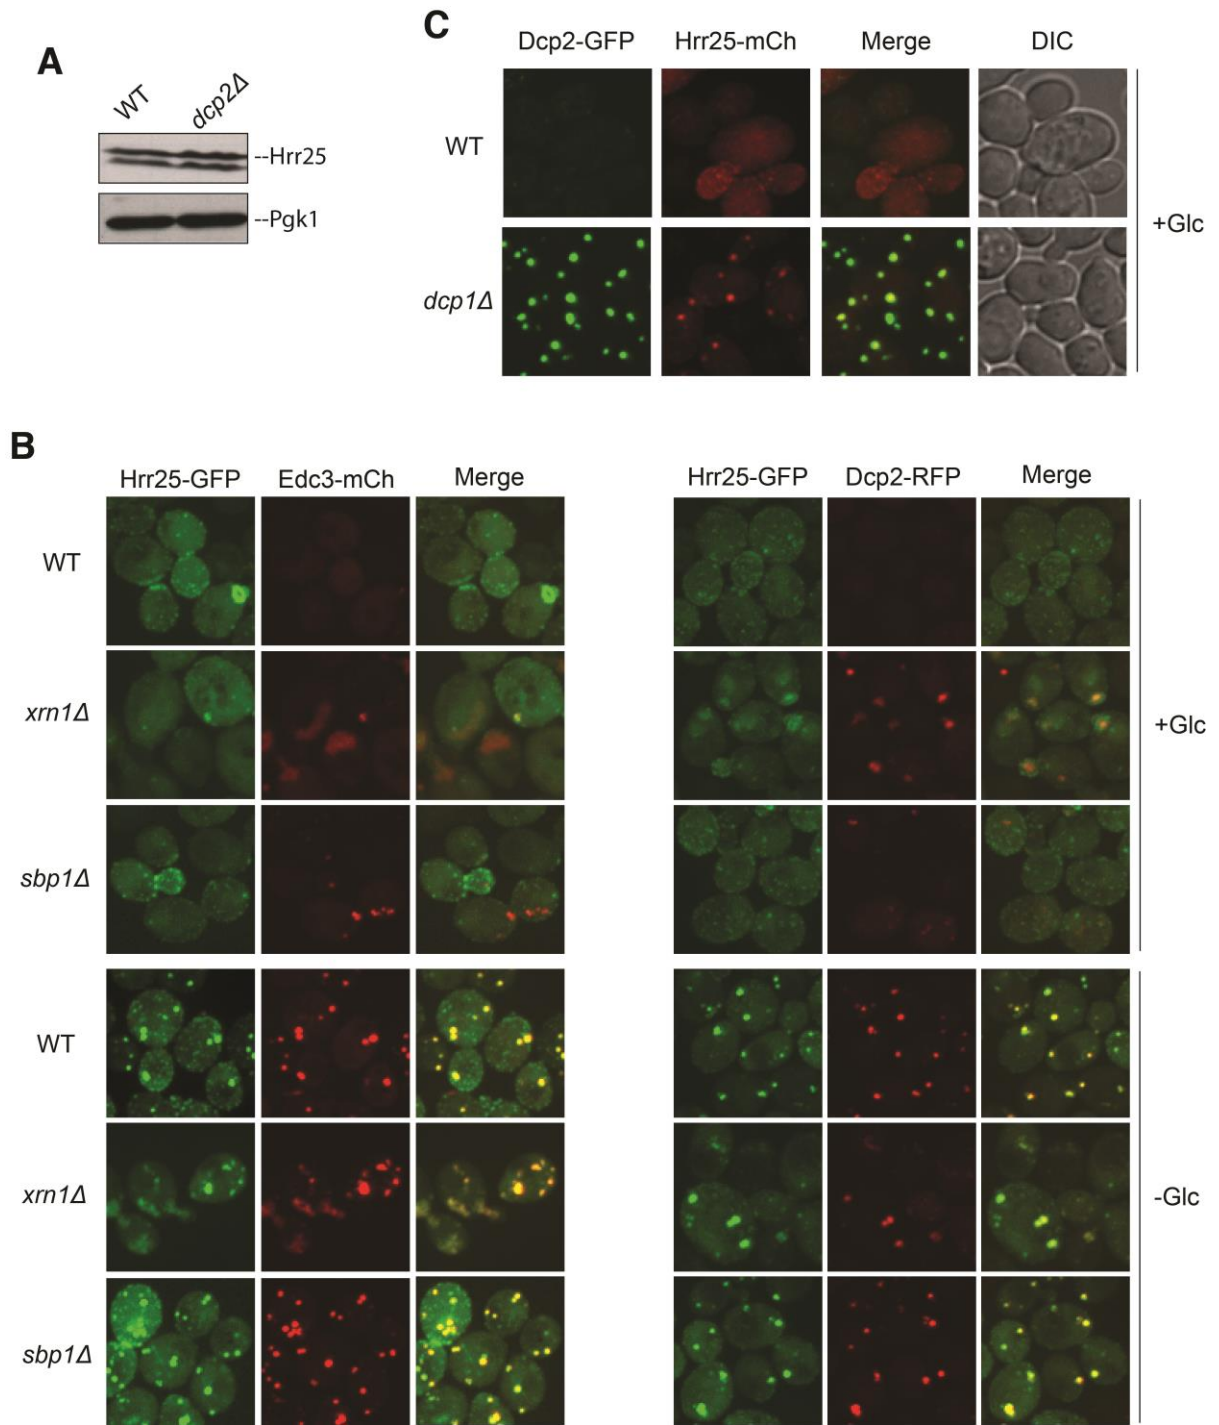 A
WT dcp2Δ
--Hrr25
--Pgk1
C
Dcp2-GFP Hrr25-mCh Merge DIC
WT
dcp1Δ
+Glc
B
Hrr25-GFP Edc3-mCh Merge Hrr25-GFP Dcp2-RFP Merge
WT
xrn1Δ
+Glc
sbp1Δ
WT
xrn1Δ
-Glc
sbp1Δ